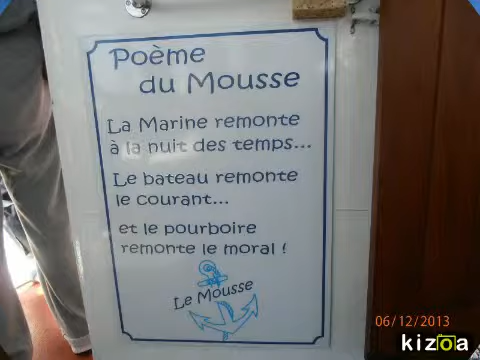 Poème
du Mousse
La Marine remonte
à la nuit des temps...
Le bateau remonte
le courant...
et le pourboire
remonte le moral !
Le Mousse
06/12/2013
kizoa